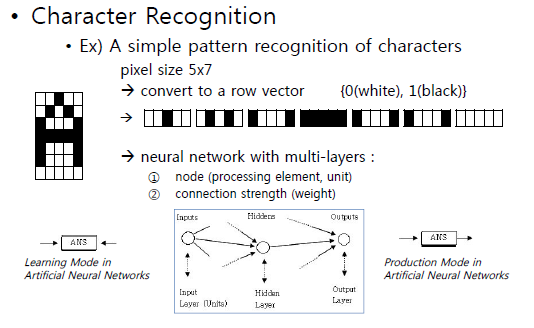 • Character Recognition
• Ex) A simple pattern recognition of characters
pixel size 5x7
→ convert to a row vector {0(white), 1(black)}
→
→ neural network with multi-layers :
① node (processing element, unit)
② connection strength (weight)
Inputs Hiddens Outputs
ANS
ANS
Learning Mode in
Artificial Neural Networks
Production Mode in
Artificial Neural Networks
Input
Layer (Units)
Hidden
Layer
Output
Layer